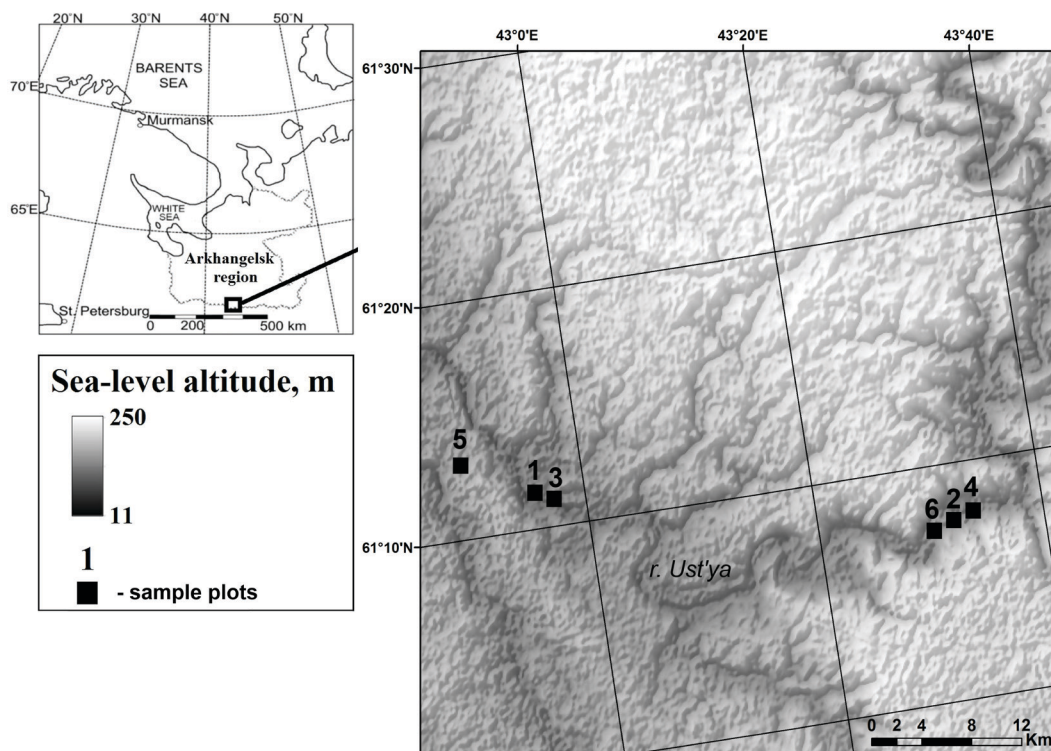 20˚N 30˚N 40˚N 50˚N
BARENTS
SEA
70˚E
Murmansk
65˚E
WHITE
SEA
Arkhangelsk
region
St. Petersburg
0 200 500 km
Sea-level altitude, m
250
11
1
- sample plots
43˚0'E 43˚20'E 43˚40'E
61˚30'N
61˚20'N
61˚10'N
5
1 3
6 2 4
r. Ust'ya
0 2 4 8 12
Km